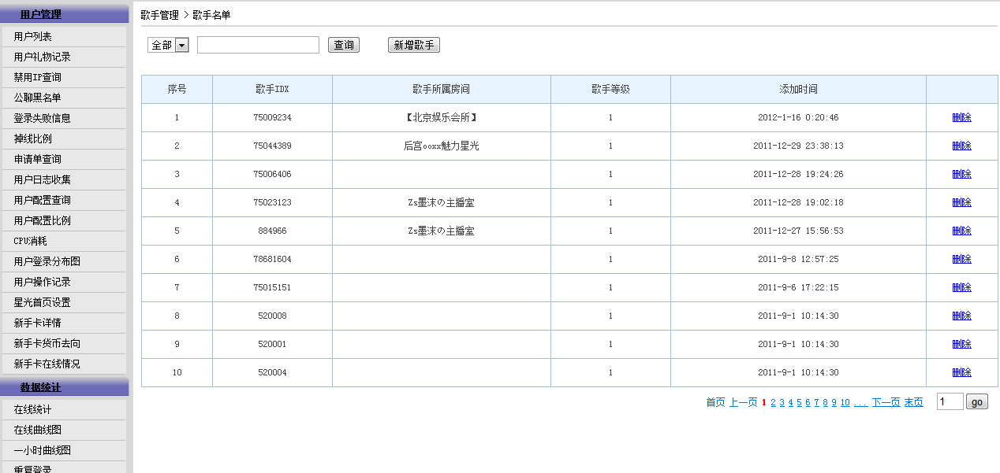 用户管理
用户列表
用户礼物记录
禁用IP查询
公聊黑名单
登录失败信息
掉线比例
申请单查询
用户日志收集
用户配置查询
用户配置比例
CPU消耗
用户登录分布图
用户操作记录
星光首页设置
新手卡详情
新手卡货币去向
新手卡在线情况
数据统计
在线统计
在线曲线图
一小时曲线图
重复登录
歌手管理 > 歌手名单
全部 查询 新增歌手
序号 歌手IDX 歌手所属房间 歌手等级 添加时间
1 75009234 【北京娱乐会所】 1 2012-1-16 0:20:46 删除
2 75044389 后宫ooxx魅力星光 1 2011-12-29 23:38:13 删除
3 75006406 1 2011-12-28 19:24:26 删除
4 75023123 Zs墨沫の主播室 1 2011-12-28 19:02:18 删除
5 884966 Zs墨沫の主播室 1 2011-12-27 15:56:53 删除
6 78681604 1 2011-9-8 12:57:25 删除
7 75015151 1 2011-9-6 17:22:15 删除
8 520008 1 2011-9-1 10:14:30 删除
9 520001 1 2011-9-1 10:14:30 删除
10 520004 1 2011-9-1 10:14:30 删除
首页 上一页 1 2 3 4 5 6 7 8 9 10 ... 下一页 末页 1 go